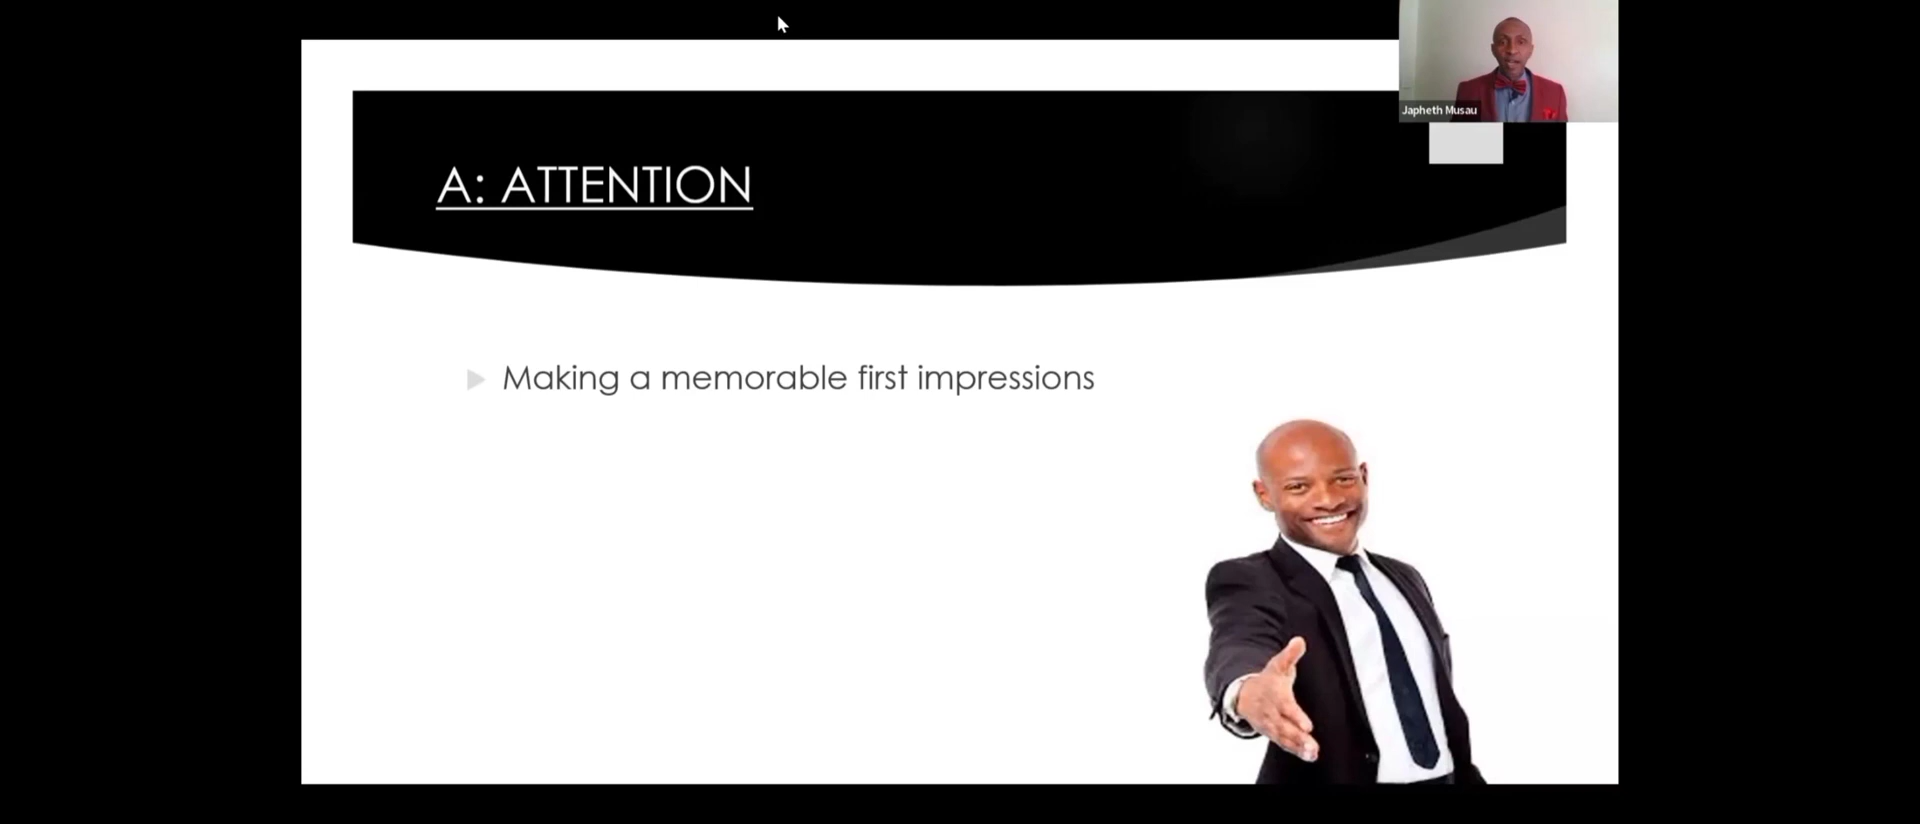 Japheth Musau
A: ATTENTION
Making a memorable first impressions